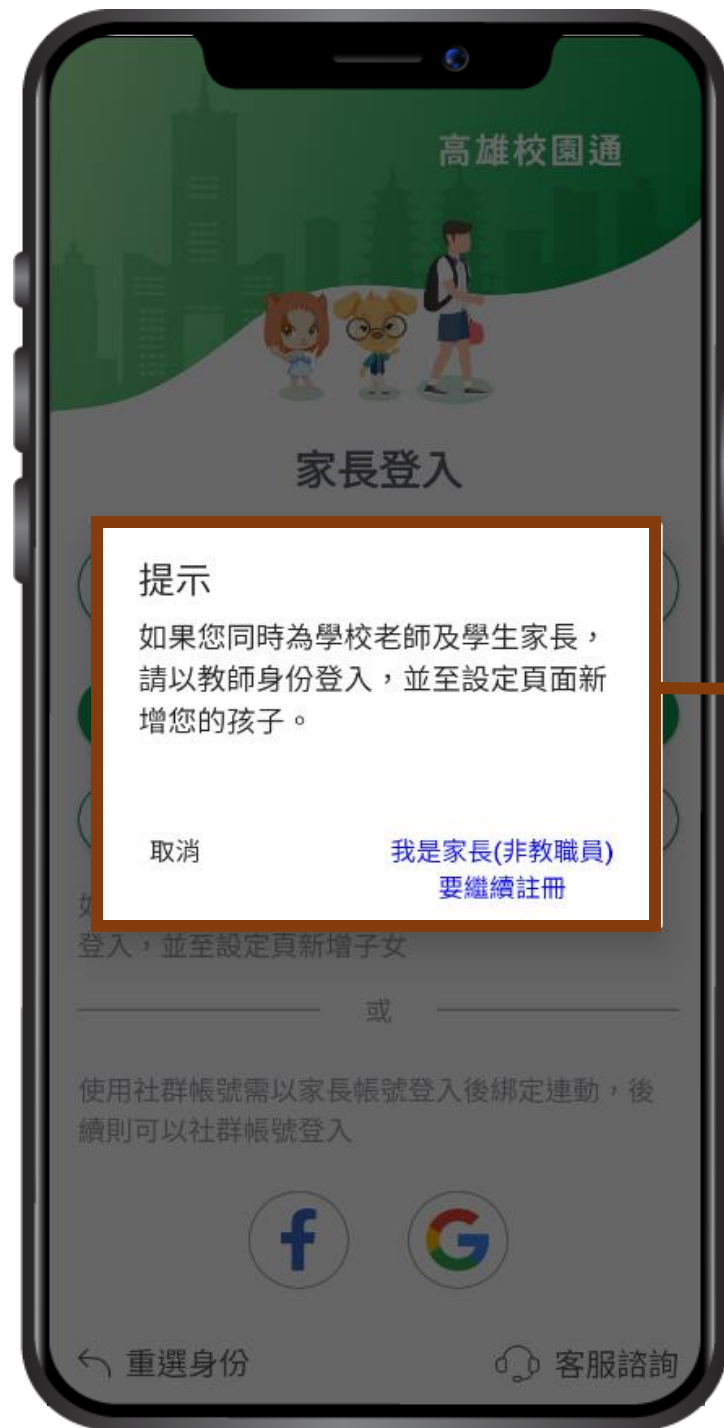 高雄校園通
家長登入
提示
如果您同時為學校老師及學生家長，
請以教師身份登入，並至設定頁面新
增您的孩子。
取消
我是家長(非教職員)
要繼續註冊
登入，並至設定頁新增子女
或
使用社群帳號需以家長帳號登入後綁定連動，後
續則可以社群帳號登入
重選身份
客服諮詢